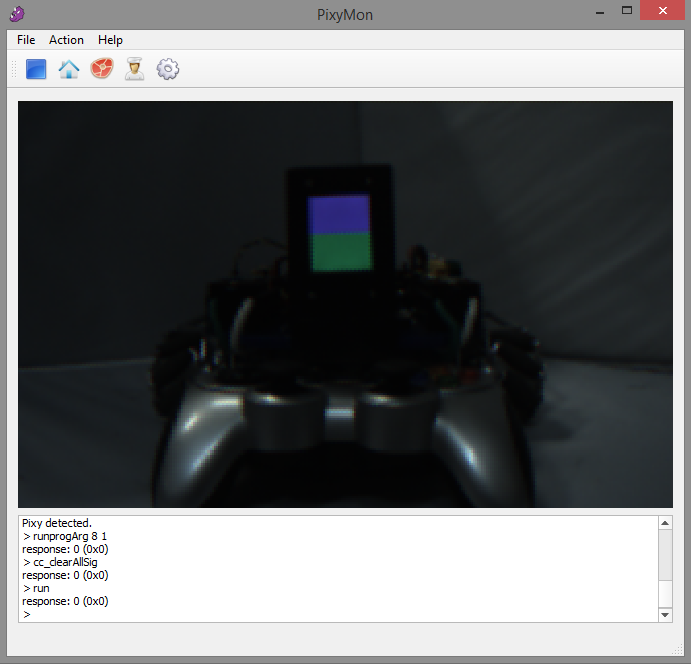 PixyMon
File Action Help
Pixy detected.
> runprogArg 8 1
response: 0 (0x0)
> cc_clearAllSig
response: 0 (0x0)
> run
response: 0 (0x0)
>